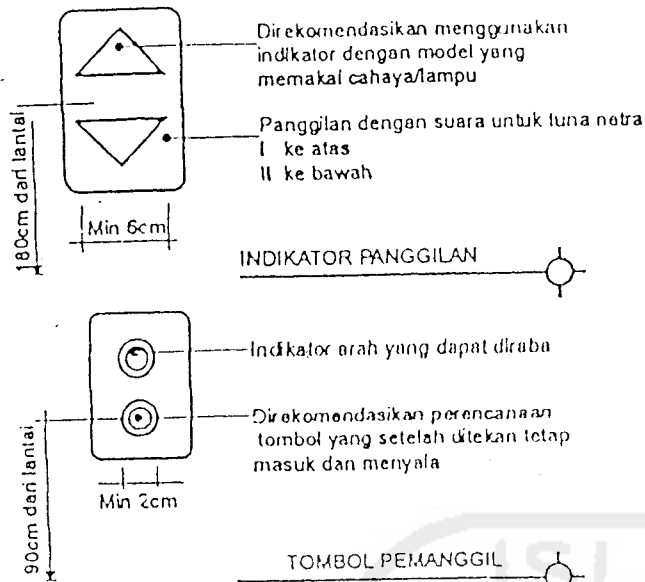 Direkomendasikan menggunakan
indikator dengan model yang
memakai cahaya/lampu
Panggilan dengan suara untuk tuna netra
I ke atas
II ke bawah
180cm dari lantai
Min 6cm
INDIKATOR PANGGILAN
Indikator arah yang dapat diraba
Direkomendasikan perencanaan
tombol yang setelah ditekan tetap
masuk dan menyala
90cm dari lantai
Min 2cm
TOMBOL PEMANGGIL